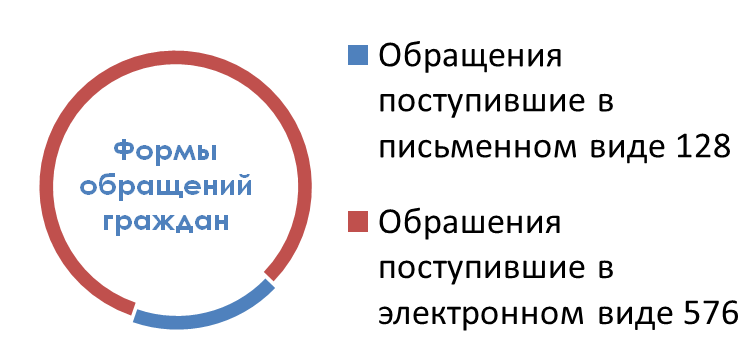 Формы
обращений
граждан
Обращения
поступившие в
письменном виде 128
Обрашения
поступившие в
электронном виде 576